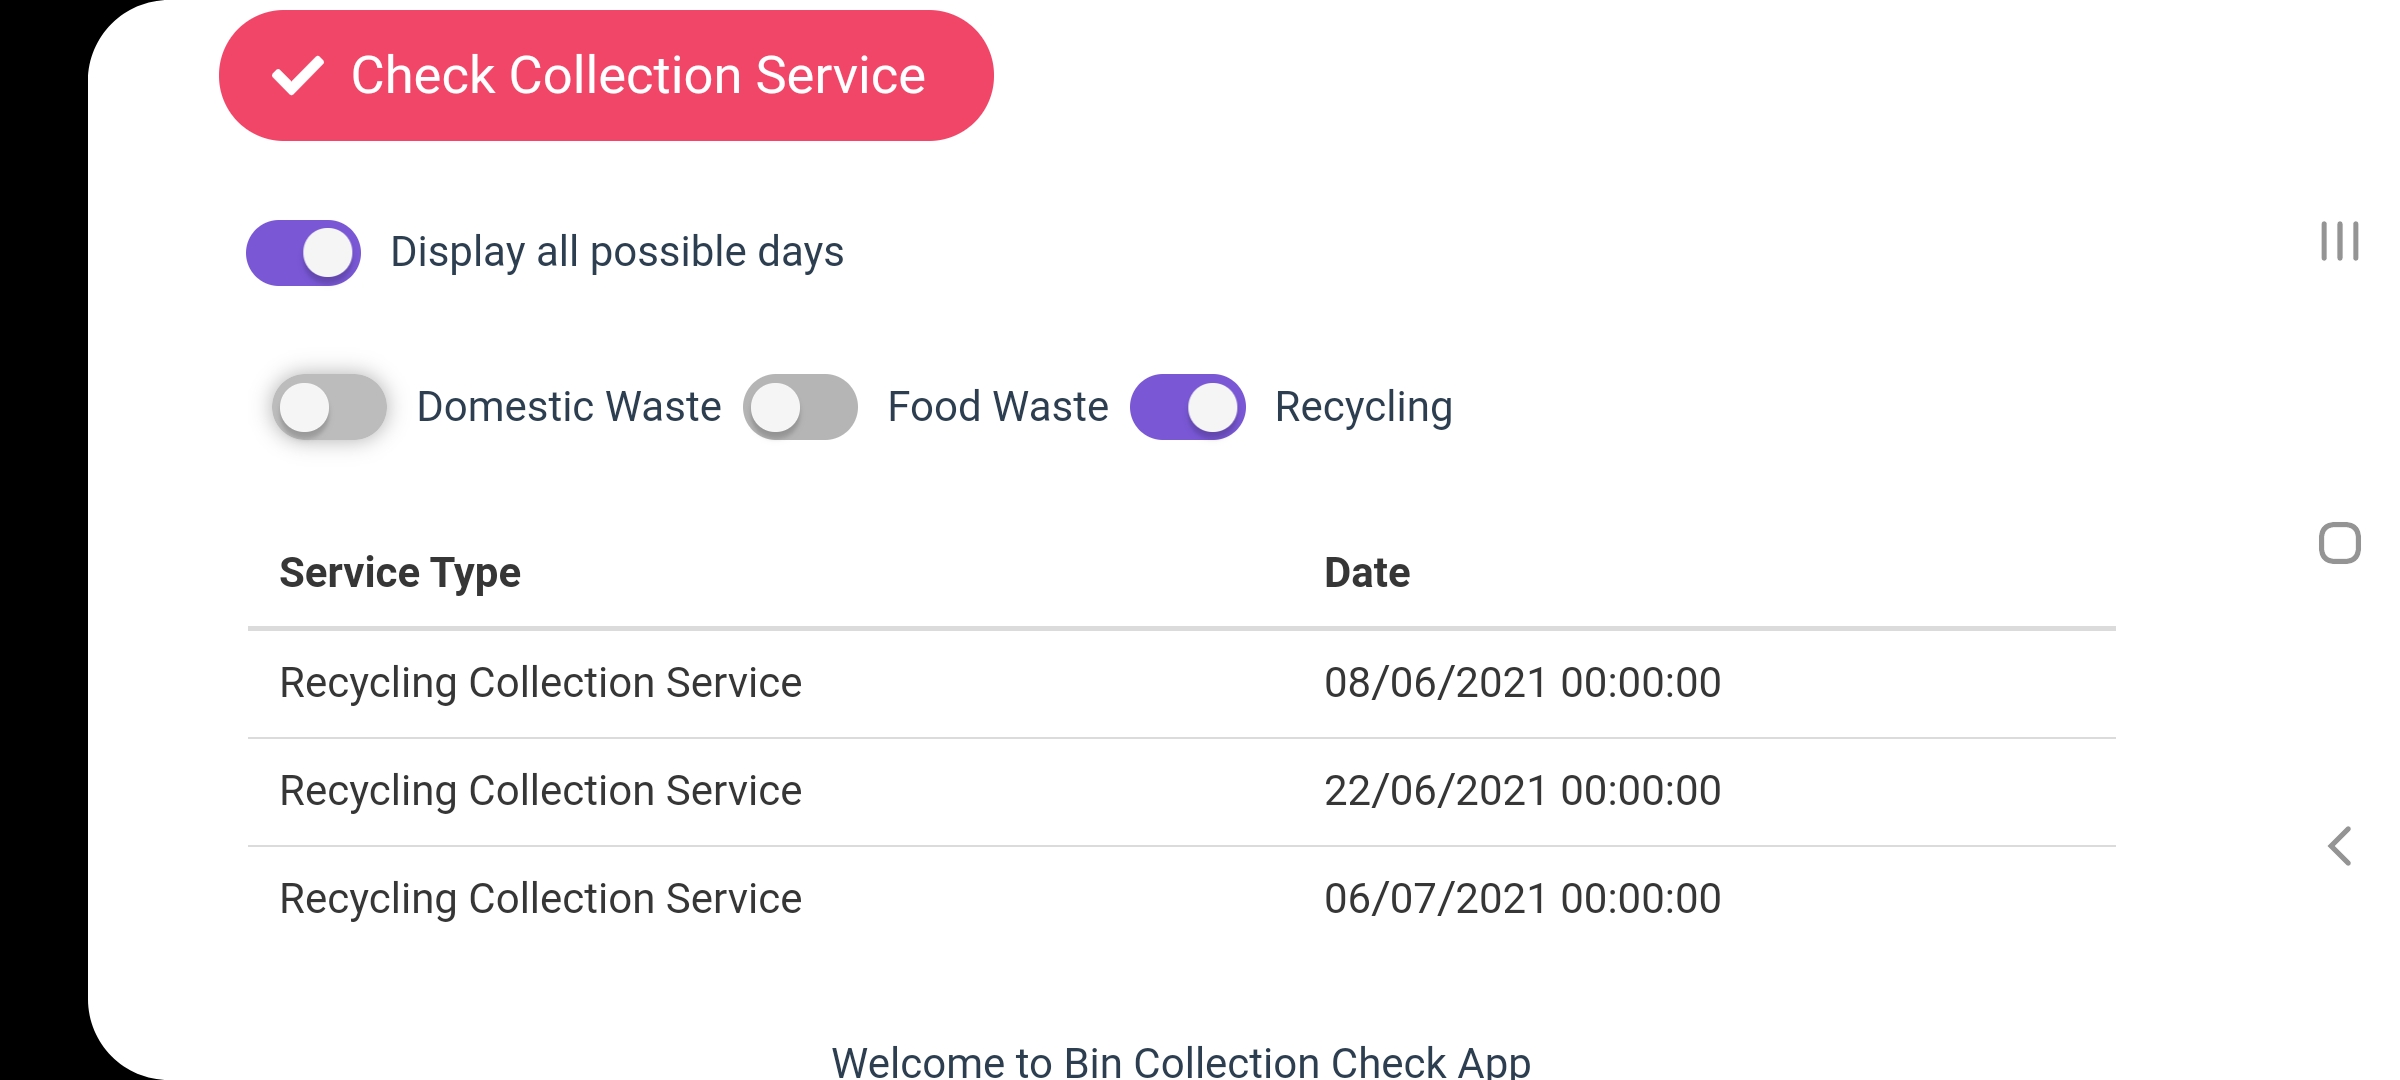 Check Collection Service
Display all possible days
Domestic Waste Food Waste Recycling
Service Type Date
Recycling Collection Service 08/06/2021 00:00:00
Recycling Collection Service 22/06/2021 00:00:00
Recycling Collection Service 06/07/2021 00:00:00
Welcome to Bin Collection Check App